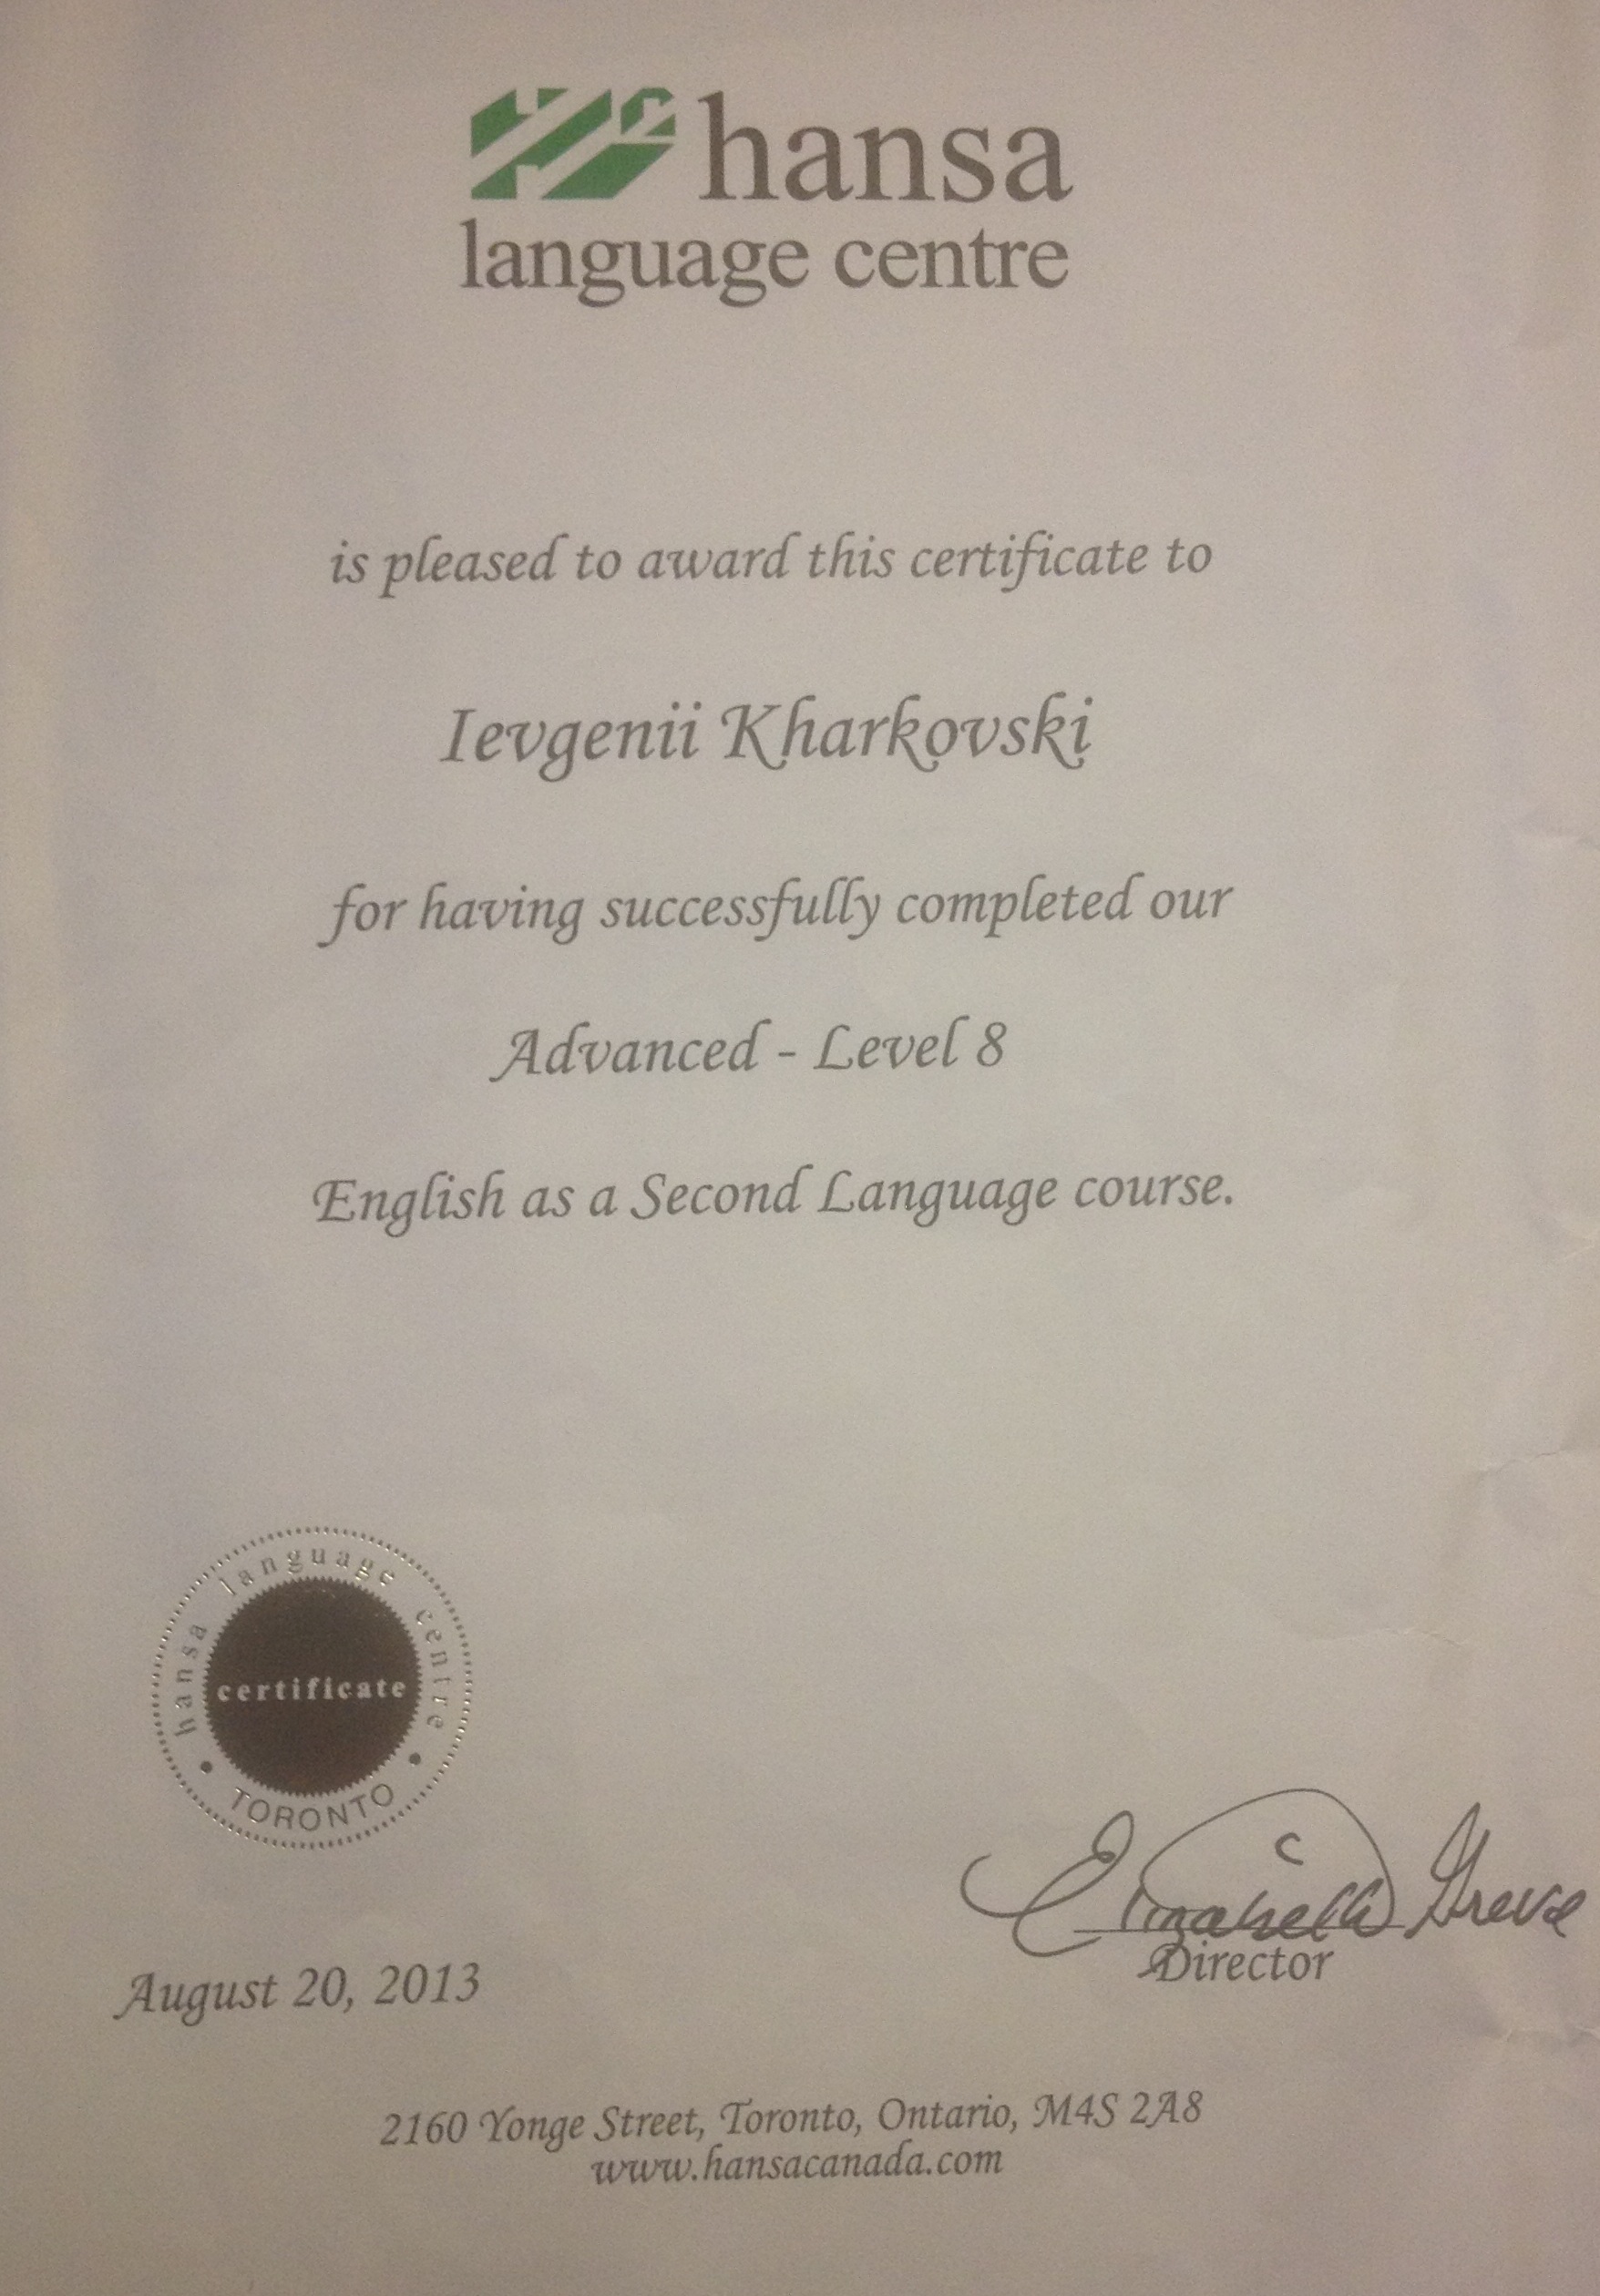 hansa
language centre
is pleased to award this certificate to
Ievgenii Kharkovski
for having successfully completed our
Advanced - Level 8
English as a Second Language course.
hansa language centre
certificate
• TORONTO •
Elizabeth Greve
Director
August 20, 2013
2160 Yonge Street, Toronto, Ontario, M4S 2A8
www.hansacanada.com